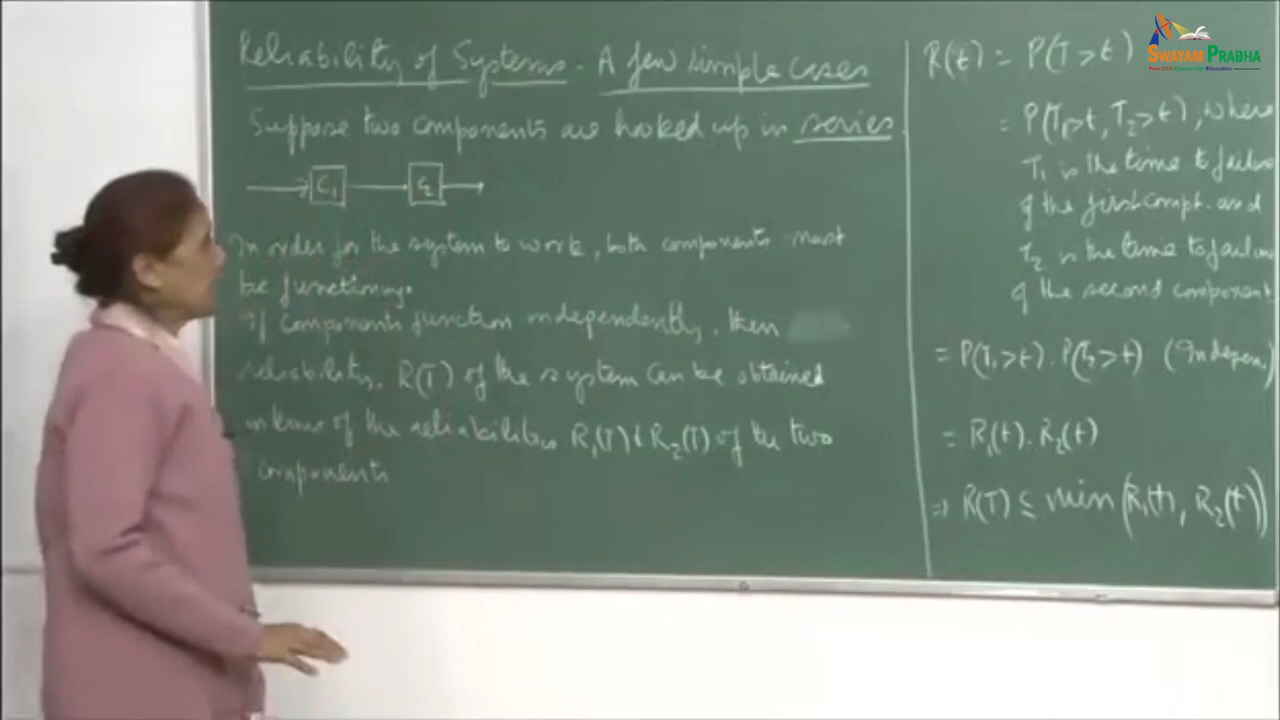 Reliability of Systems - A few simple cases
Suppose two components are hooked up in series.
C1 C2
In order for the system to work, both components must
be functioning.
If components function independently, then
reliability, R(T) of the system can be obtained
in terms of the reliabilities R₁(T) & R₂(T) of the two
components
R(t) = P(T > t)
= P(T₁>t, T₂>t), where
T₁ is the time to failure
of the first compt. and
T₂ is the time to failure
of the second component
= P(T₁>t) . P(T₂>t) (Indepen.)
= R₁(t) . R₂(t)
⇒ R(T) ≤ min (R₁(t), R₂(t))
SWAYAM PRABHA